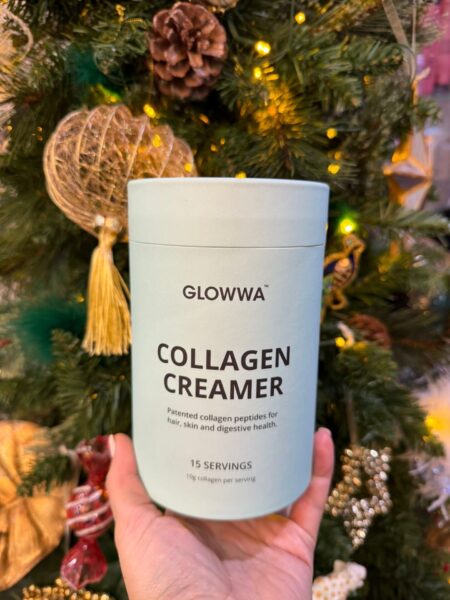 GLOWWA™
COLLAGEN
CREAMER
Patented collagen peptides for
hair, skin and digestive health.
15 SERVINGS
10g collagen per serving